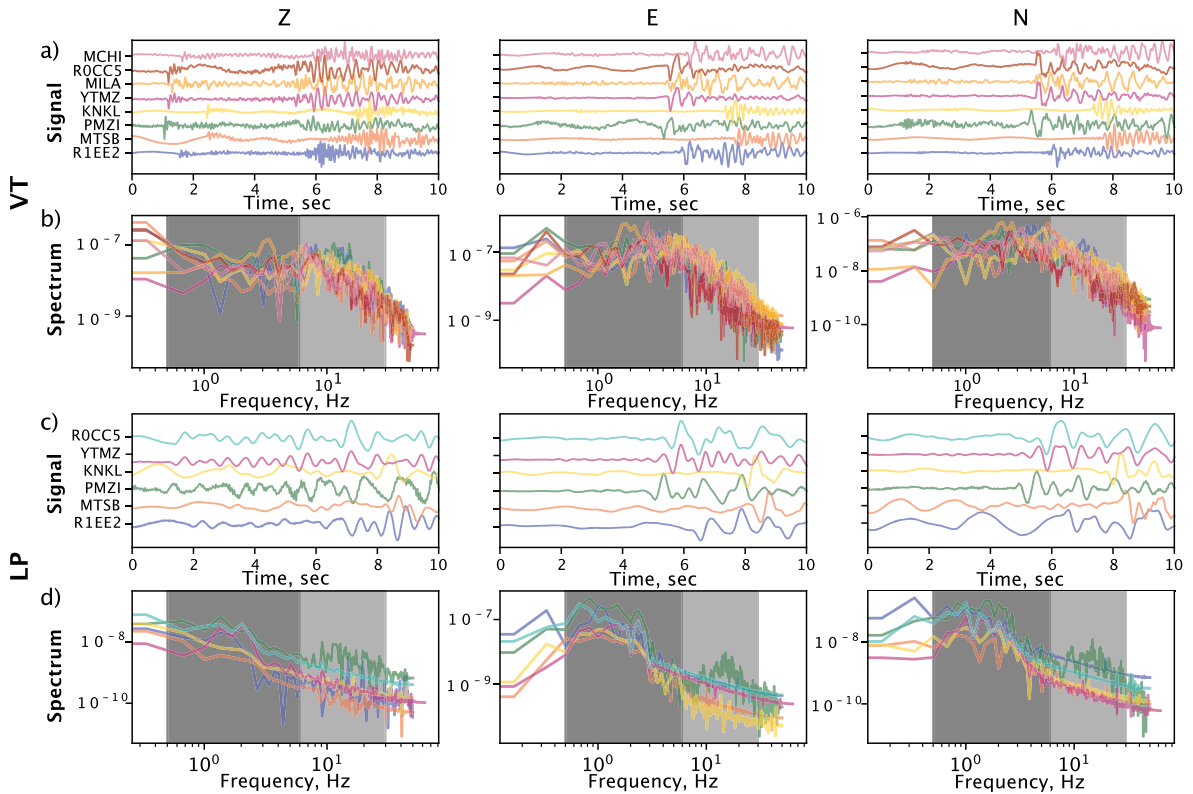 Z E N
VT
a)
Signal
MCHI
R0CC5
MILA
YTMZ
KNKL
PMZI
MTSB
R1EE2
0 2 4 6 8 10 0 2 4 6 8 10 0 2 4 6 8 10
Time, sec Time, sec Time, sec
b)
Spectrum
10^-7 10^-9
10^-7 10^-9
10^-6 10^-8 10^-10
10^0 10^1 10^0 10^1 10^0 10^1
Frequency, Hz Frequency, Hz Frequency, Hz
LP
c)
Signal
R0CC5
YTMZ
KNKL
PMZI
MTSB
R1EE2
0 2 4 6 8 10 0 2 4 6 8 10 0 2 4 6 8 10
Time, sec Time, sec Time, sec
d)
Spectrum
10^-8 10^-10
10^-7 10^-9
10^-8 10^-10
10^0 10^1 10^0 10^1 10^0 10^1
Frequency, Hz Frequency, Hz Frequency, Hz